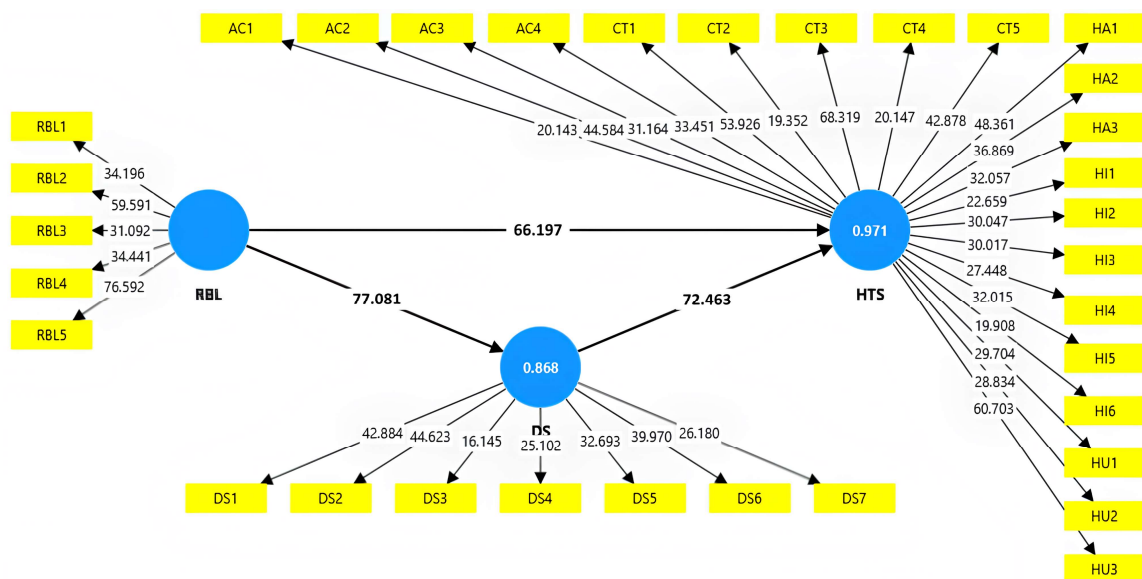 AC1 AC2 AC3 AC4 CT1 CT2 CT3 CT4 CT5 HA1
HA2
HA3
HI1
HI2
HI3
HI4
HI5
HI6
HU1
HU2
HU3
20.143 44.584 31.164 33.451 53.926 19.352 68.319 20.147 42.878 48.361
36.869
32.057
22.659
30.047
30.017
27.448
32.015
19.908
29.704
28.834
60.703
RBL1
RBL2
RBL3
RBL4
RBL5
34.196
59.591
31.092
34.441
76.592
RBL
66.197
0.971
HTS
77.081
72.463
0.868
DS
42.884 44.623 16.145 25.102 32.693 39.970 26.180
DS1 DS2 DS3 DS4 DS5 DS6 DS7